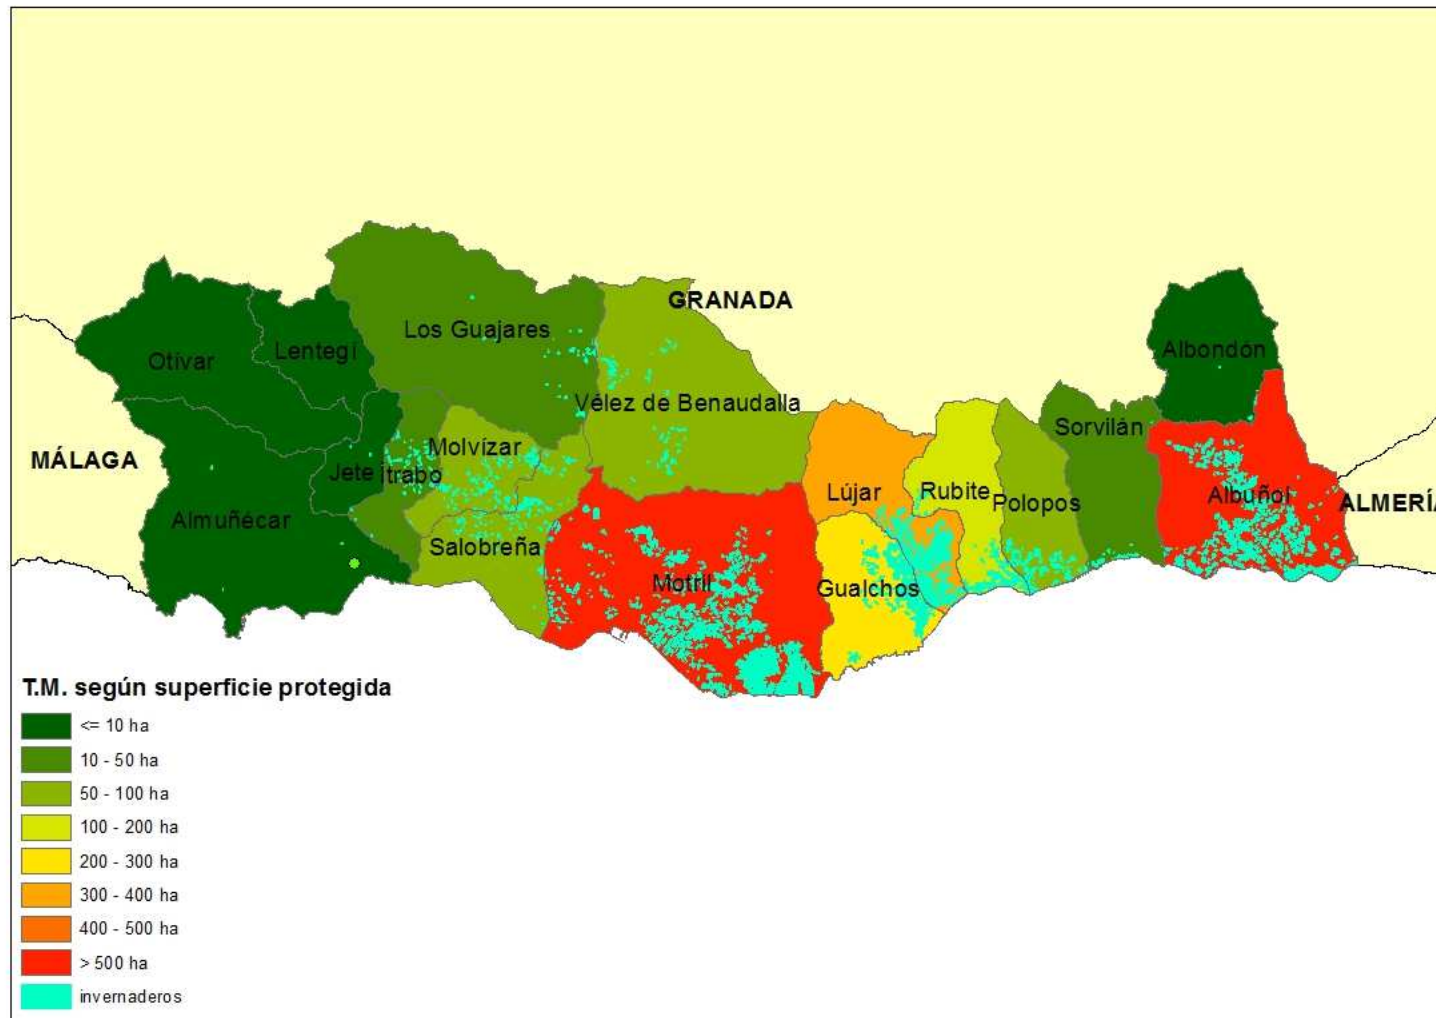 GRANADA
Los Guajares
Otívar
Lentegí
Albondón
Vélez de Benaudalla
Sorvilán
Molvízar
MÁLAGA
Jete
Itrabo
Lújar
Rubite
Polopos
Albuñol
ALMERÍA
Almuñécar
Salobreña
Motril
Gualchos
T.M. según superficie protegida
<= 10 ha
10 - 50 ha
50 - 100 ha
100 - 200 ha
200 - 300 ha
300 - 400 ha
400 - 500 ha
> 500 ha
invernaderos